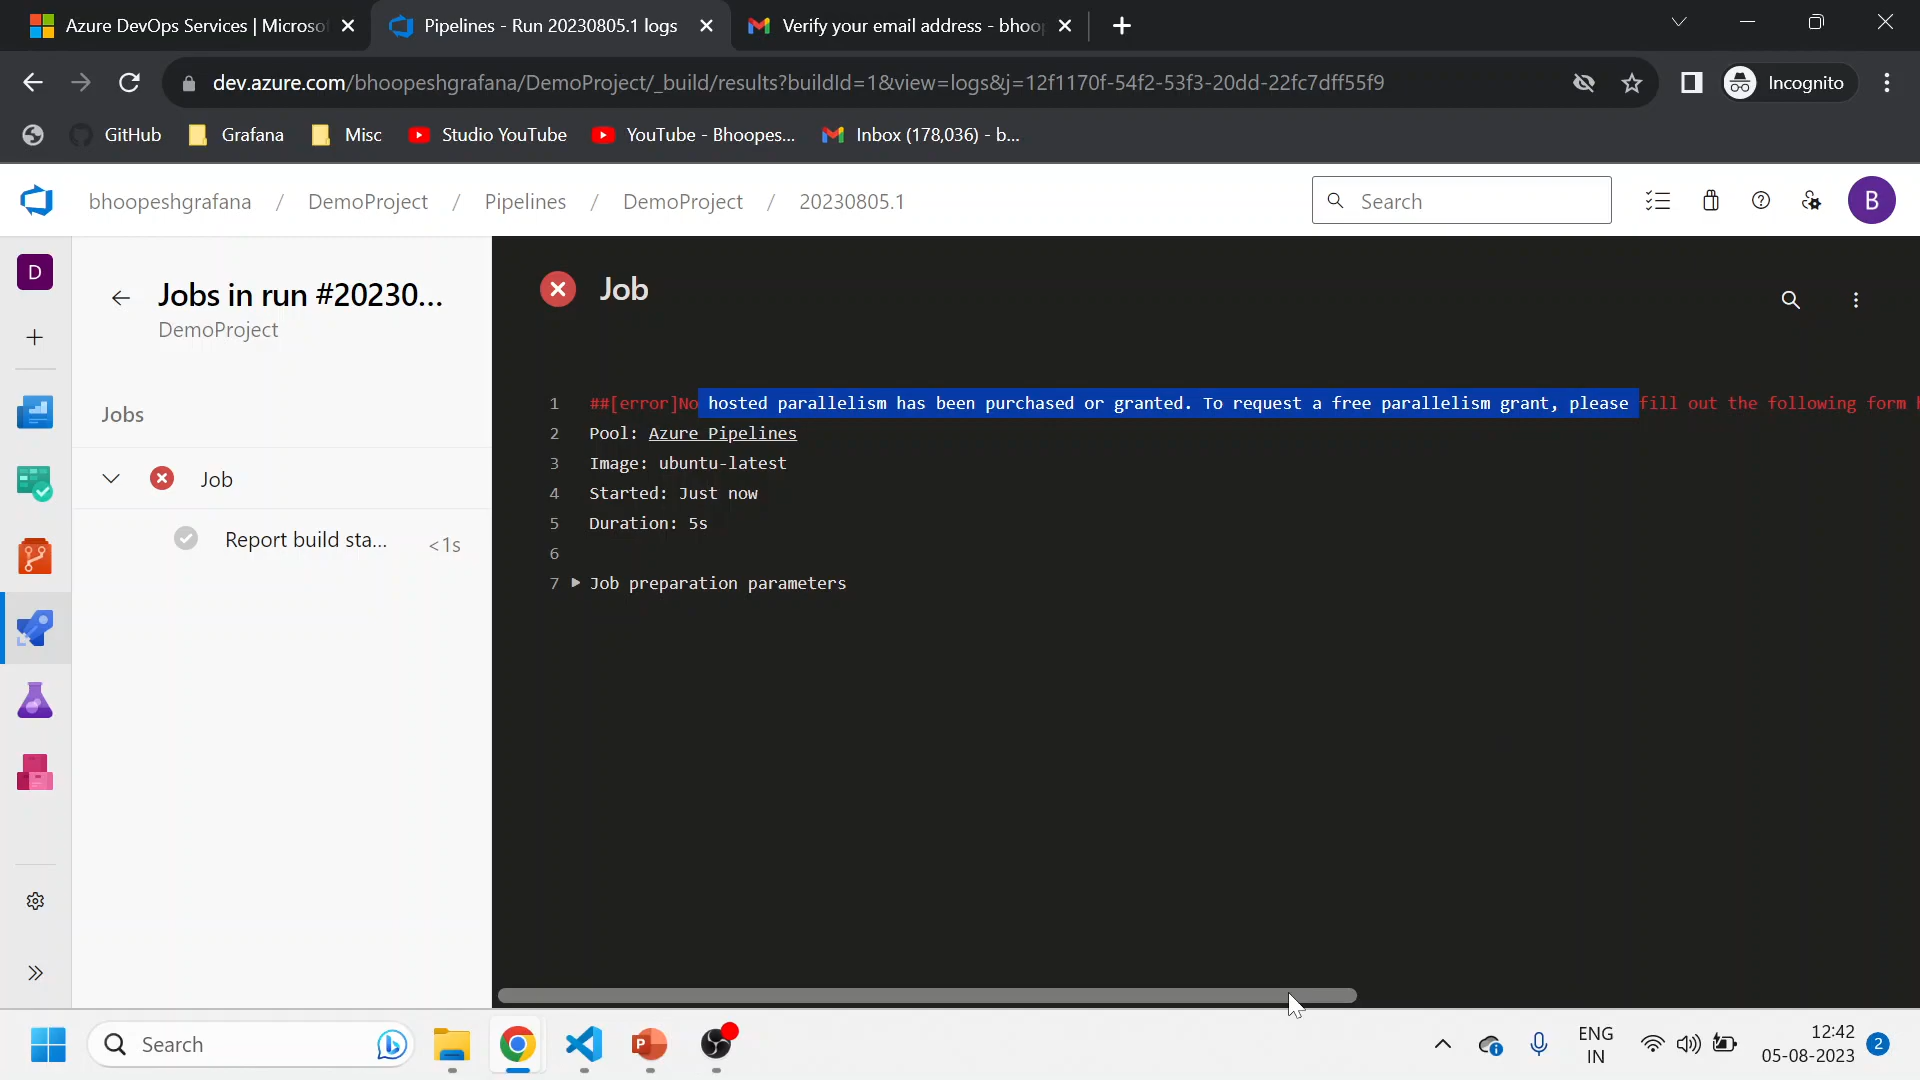 Azure DevOps Services | Microso
Pipelines - Run 20230805.1 logs
Verify your email address - bhoop
dev.azure.com/bhoopeshgrafana/DemoProject/_build/results?buildId=1&view=logs&j=12f1170f-54f2-53f3-20dd-22fc7dff55f9
Incognito
GitHub
Grafana
Misc
Studio YouTube
YouTube - Bhoopes...
Inbox (178,036) - b...
bhoopeshgrafana / DemoProject / Pipelines / DemoProject / 20230805.1
Search
B
D
Jobs in run #20230...
DemoProject
Jobs
Job
Report build sta... <1s
Job
1 ##[error]No hosted parallelism has been purchased or granted. To request a free parallelism grant, please fill out the following form
2 Pool: Azure Pipelines
3 Image: ubuntu-latest
4 Started: Just now
5 Duration: 5s
6
7 Job preparation parameters
Search
P
ENG
IN
12:42
05-08-2023
2